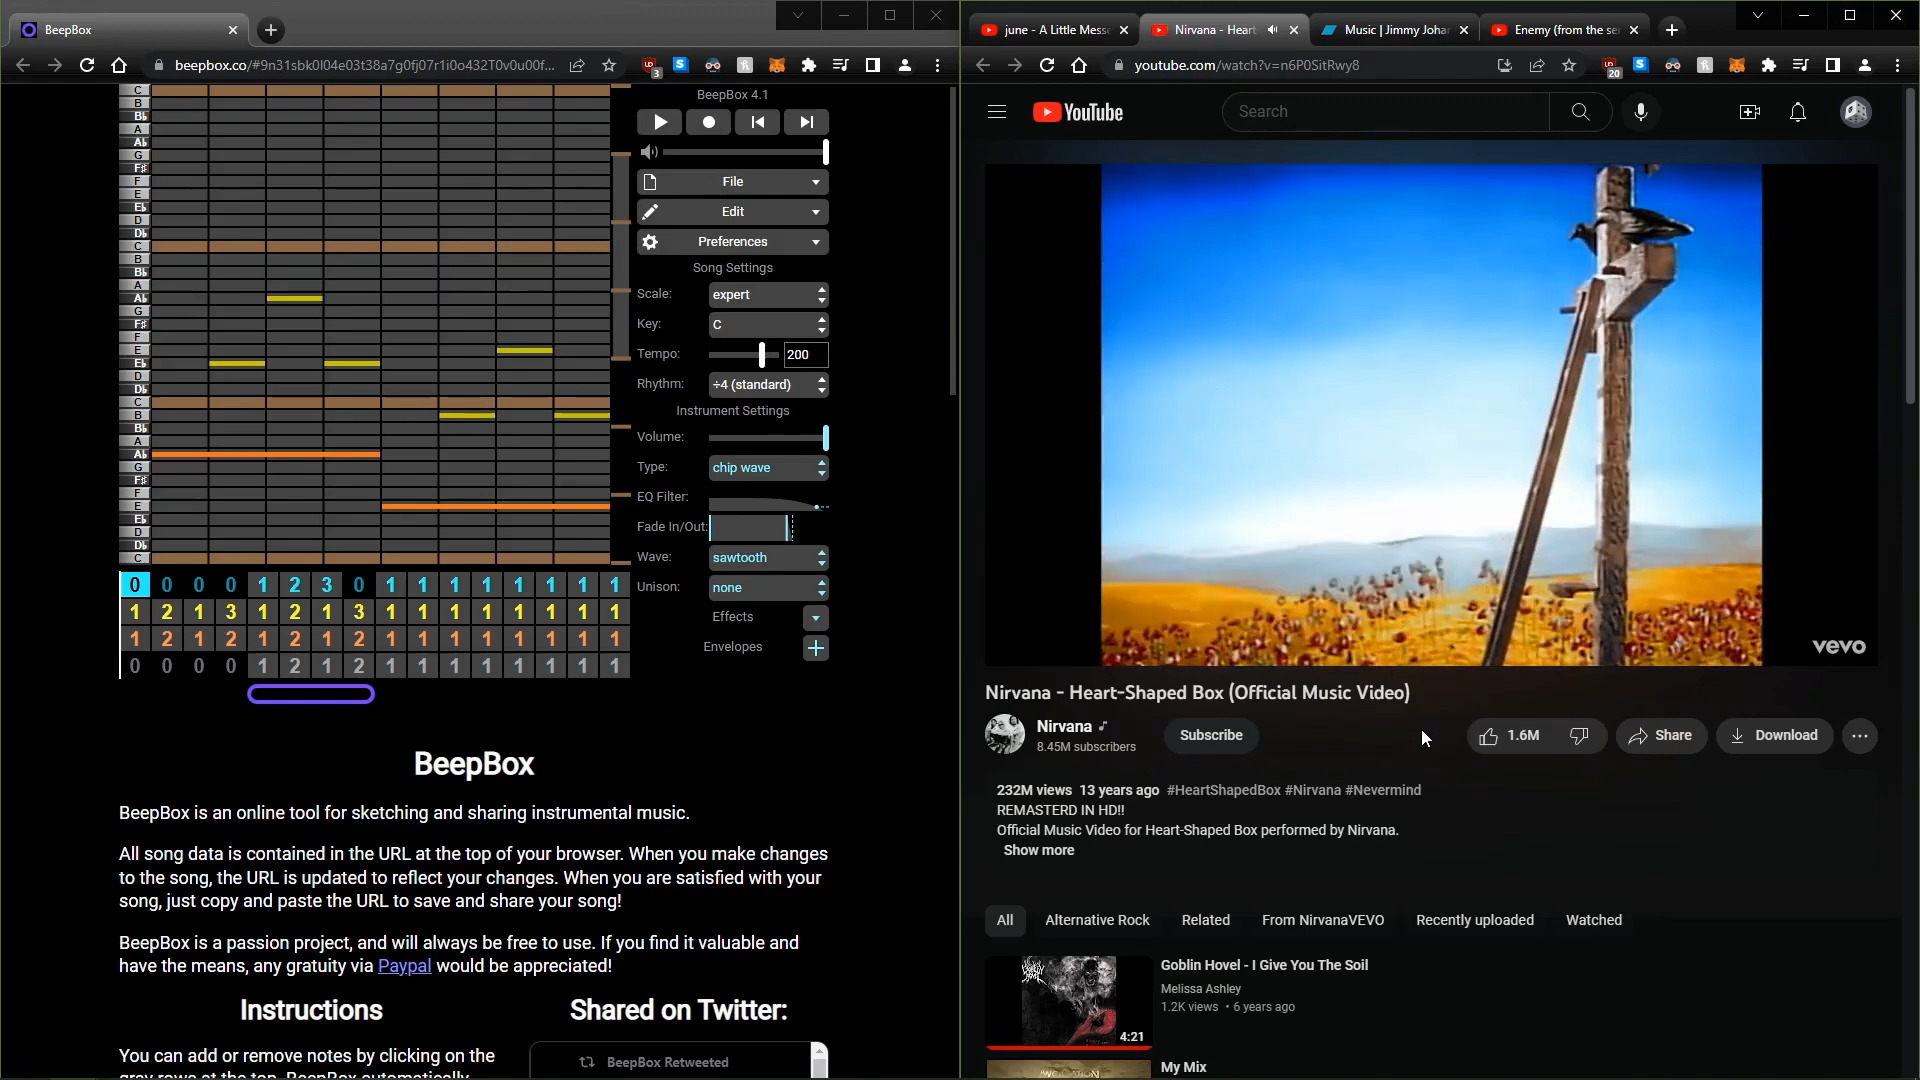 BeepBox
beepbox.co/#9n31sbk0l04e03t38a7g0fj07r1i0o432T0v0u00f...
3
C
B
B♭
A
A♭
G
F♯
F
E
E♭
D
D♭
C
B
B♭
A
A♭
G
F♯
F
E
E♭
D
D♭
C
B
B♭
A
A♭
G
F♯
F
E
E♭
D
D♭
C
BeepBox 4.1
File
Edit
Preferences
Song Settings
Scale: expert
Key: C
Tempo: 200
Rhythm: ÷4 (standard)
Instrument Settings
Volume:
Type: chip wave
EQ Filter:
Fade In/Out:
Wave: sawtooth
Unison: none
Effects
Envelopes
0 0 0 0 1 2 3 0 1 1 1 1 1 1 1 1
1 2 1 3 1 2 1 3 1 1 1 1 1 1 1 1
1 2 1 2 1 2 1 2 1 1 1 1 1 1 1 1
0 0 0 0 1 2 1 2 1 1 1 1 1 1 1 1
BeepBox
BeepBox is an online tool for sketching and sharing instrumental music.
All song data is contained in the URL at the top of your browser. When you make changes
to the song, the URL is updated to reflect your changes. When you are satisfied with your
song, just copy and paste the URL to save and share your song!
BeepBox is a passion project, and will always be free to use. If you find it valuable and
have the means, any gratuity via Paypal would be appreciated!
Instructions
You can add or remove notes by clicking on the
gray rows at the top. BeepBox automatically
Shared on Twitter:
BeepBox Retweeted
june - A Little Messe
Nirvana - Heart
Music | Jimmy Johan
Enemy (from the ser
youtube.com/watch?v=n6P0SitRwy8
20
YouTube
Search
vevo
Nirvana - Heart-Shaped Box (Official Music Video)
Nirvana
8.45M subscribers
Subscribe
1.6M
Share
Download
232M views 13 years ago #HeartShapedBox #Nirvana #Nevermind
REMASTERD IN HD!!
Official Music Video for Heart-Shaped Box performed by Nirvana.
Show more
All
Alternative Rock
Related
From NirvanaVEVO
Recently uploaded
Watched
Goblin Hovel - I Give You The Soil
Melissa Ashley
1.2K views • 6 years ago
4:21
My Mix